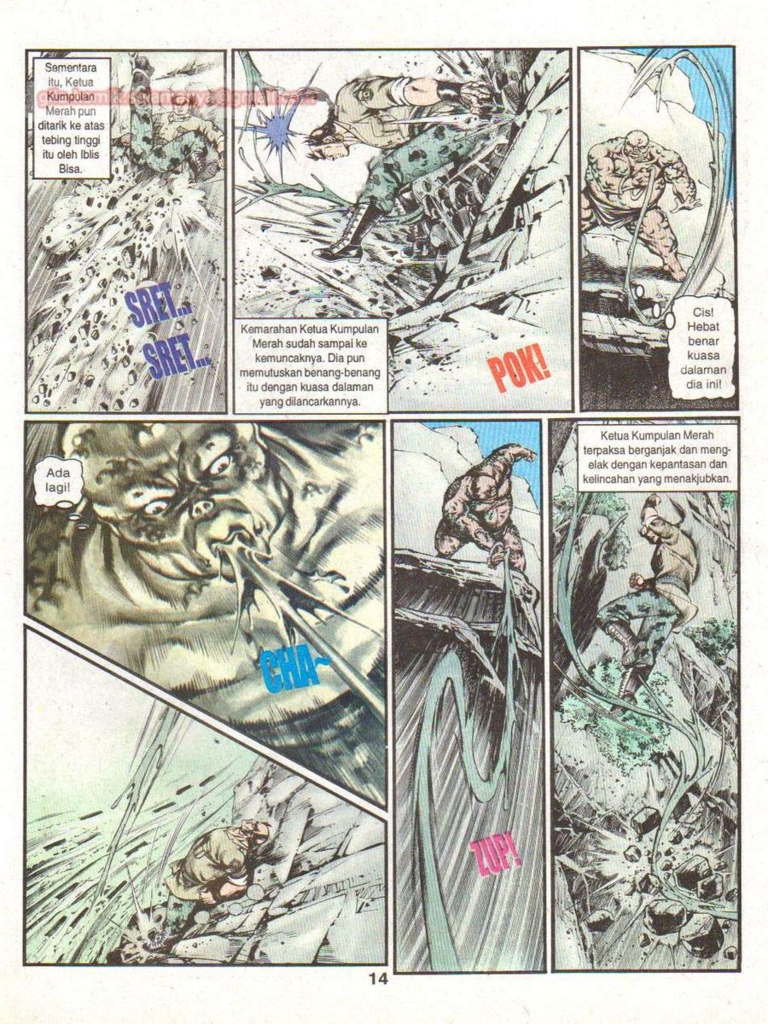 Sementara
itu, Ketua
Kumpulan
Merah pun
ditarik ke atas
tebing tinggi
itu oleh Iblis
Bisa.
SRET...
SRET...
Kemarahan Ketua Kumpulan
Merah sudah sampai ke
kemuncaknya. Dia pun
memutuskan benang-benang
itu dengan kuasa dalaman
yang dilancarkannya.
POK!
Cis!
Hebat
benar
kuasa
dalaman
dia ini!
Ada
lagi!
CHA~
ZUP!
Ketua Kumpulan Merah
terpaksa berganjak dan meng-
elak dengan kepantasan dan
kelincahan yang menakjubkan.
14